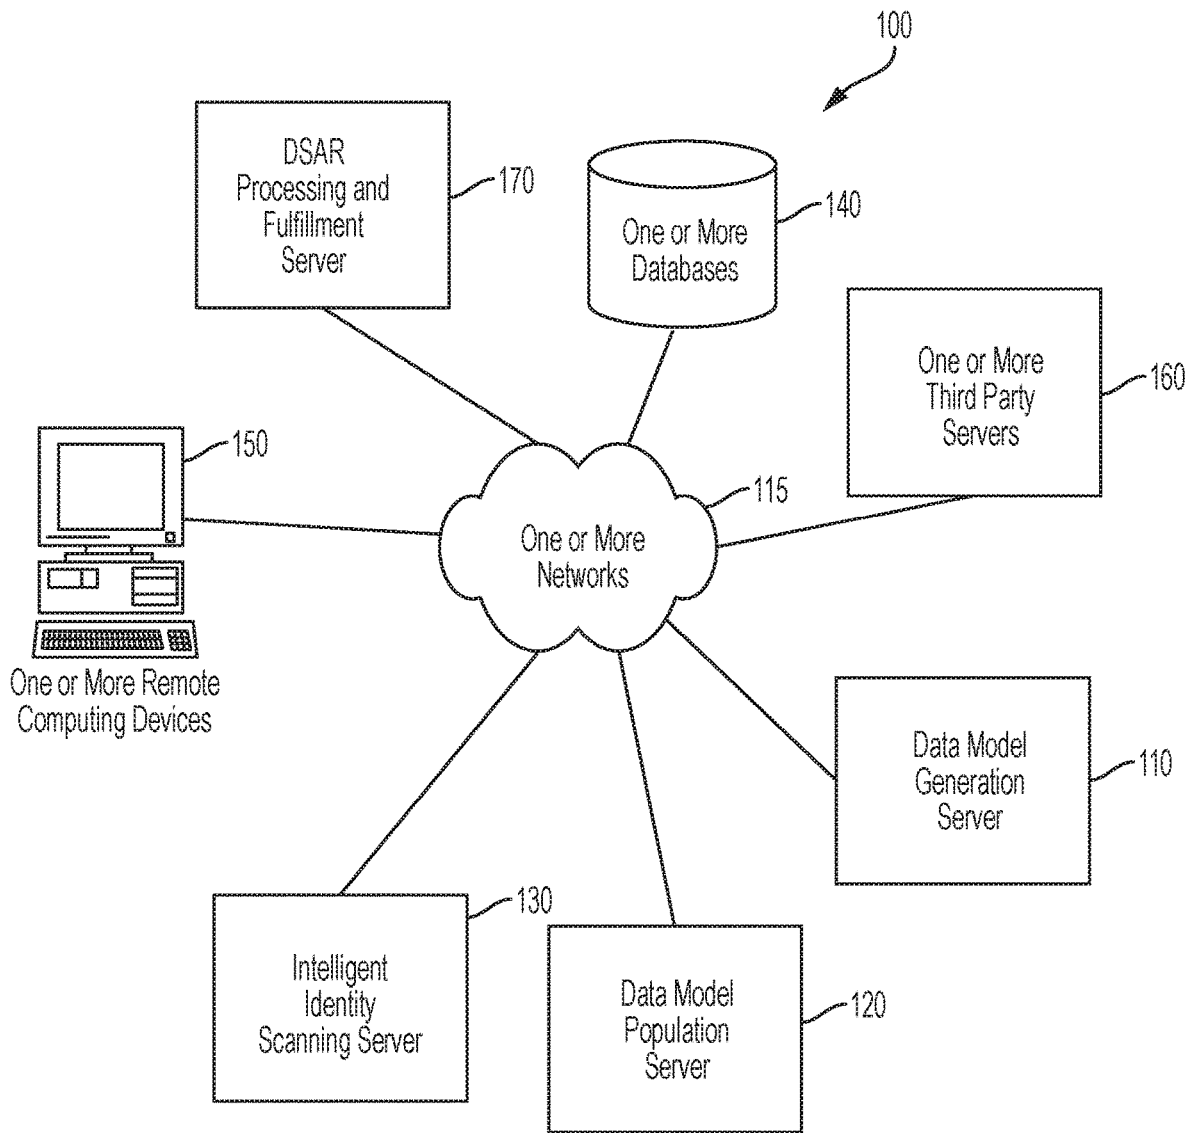 100
DSAR
Processing and
Fulfillment
Server
170
One or More
Databases
140
One or More
Third Party
Servers
160
150
One or More Remote
Computing Devices
115
One or More
Networks
Data Model
Generation
Server
110
130
Intelligent
Identity
Scanning Server
Data Model
Population
Server
120